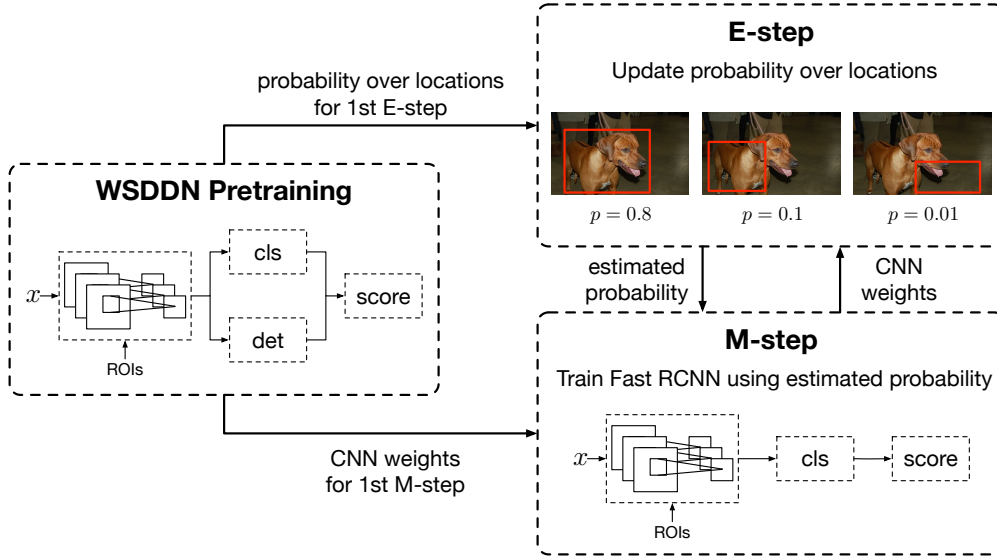 probability over locations
for 1st E-step
E-step
Update probability over locations
p = 0.8
p = 0.1
p = 0.01
WSDDN Pretraining
x
cls
det
score
ROIs
estimated
probability
CNN
weights
CNN weights
for 1st M-step
M-step
Train Fast RCNN using estimated probability
x
cls
score
ROIs